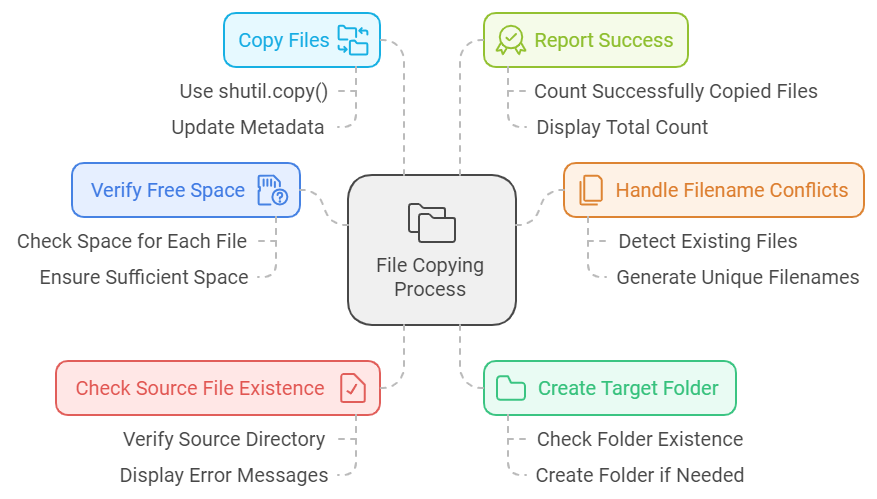 Copy Files
Use shutil.copy()
Update Metadata
Report Success
Count Successfully Copied Files
Display Total Count
Verify Free Space
Check Space for Each File
Ensure Sufficient Space
File Copying
Process
Handle Filename Conflicts
Detect Existing Files
Generate Unique Filenames
Check Source File Existence
Verify Source Directory
Display Error Messages
Create Target Folder
Check Folder Existence
Create Folder if Needed